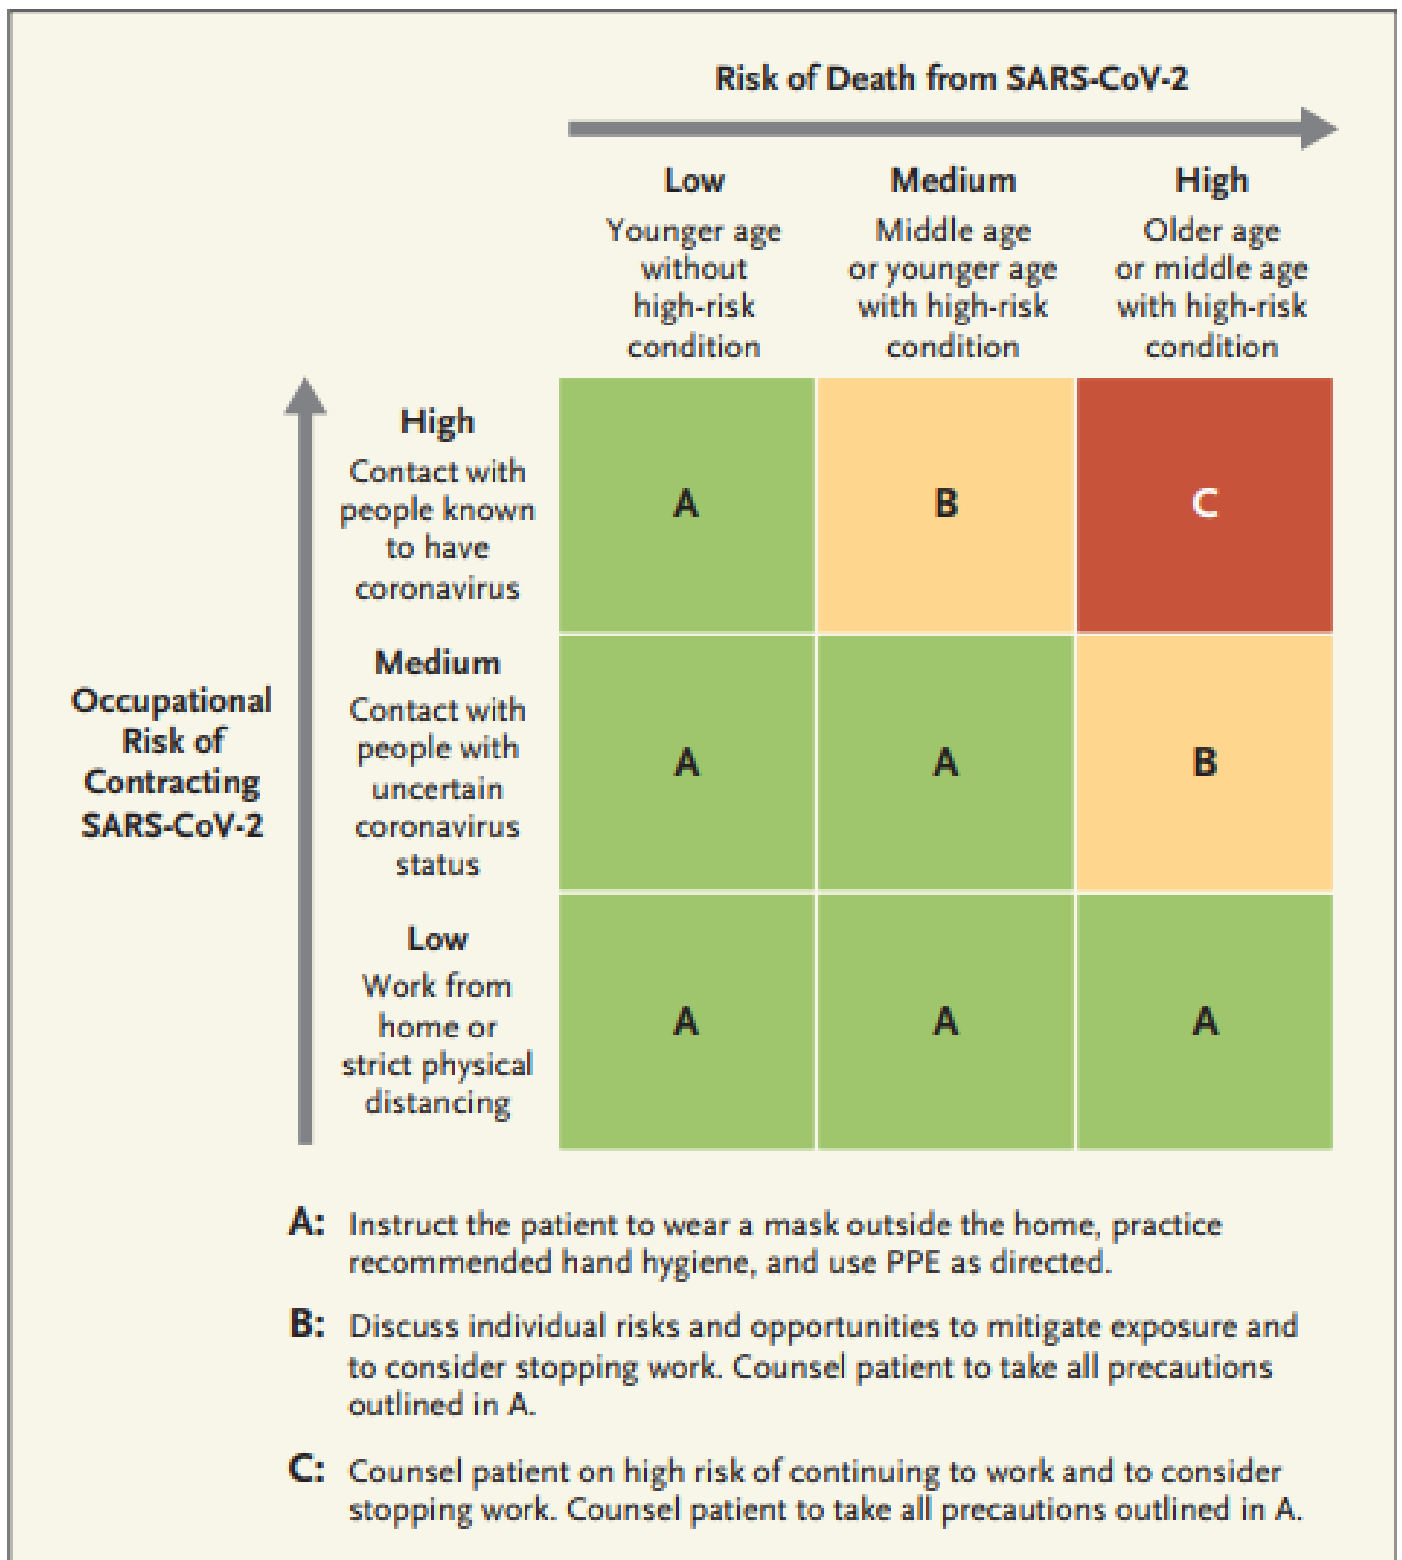 Risk of Death from SARS-CoV-2
Low
Younger age
without
high-risk
condition
Medium
Middle age
or younger age
with high-risk
condition
High
Older age
or middle age
with high-risk
condition
Occupational
Risk of
Contracting
SARS-CoV-2
High
Contact with
people known
to have
coronavirus
A
B
C
Medium
Contact with
people with
uncertain
coronavirus
status
A
A
B
Low
Work from
home or
strict physical
distancing
A
A
A
A: Instruct the patient to wear a mask outside the home, practice
recommended hand hygiene, and use PPE as directed.
B: Discuss individual risks and opportunities to mitigate exposure and
to consider stopping work. Counsel patient to take all precautions
outlined in A.
C: Counsel patient on high risk of continuing to work and to consider
stopping work. Counsel patient to take all precautions outlined in A.